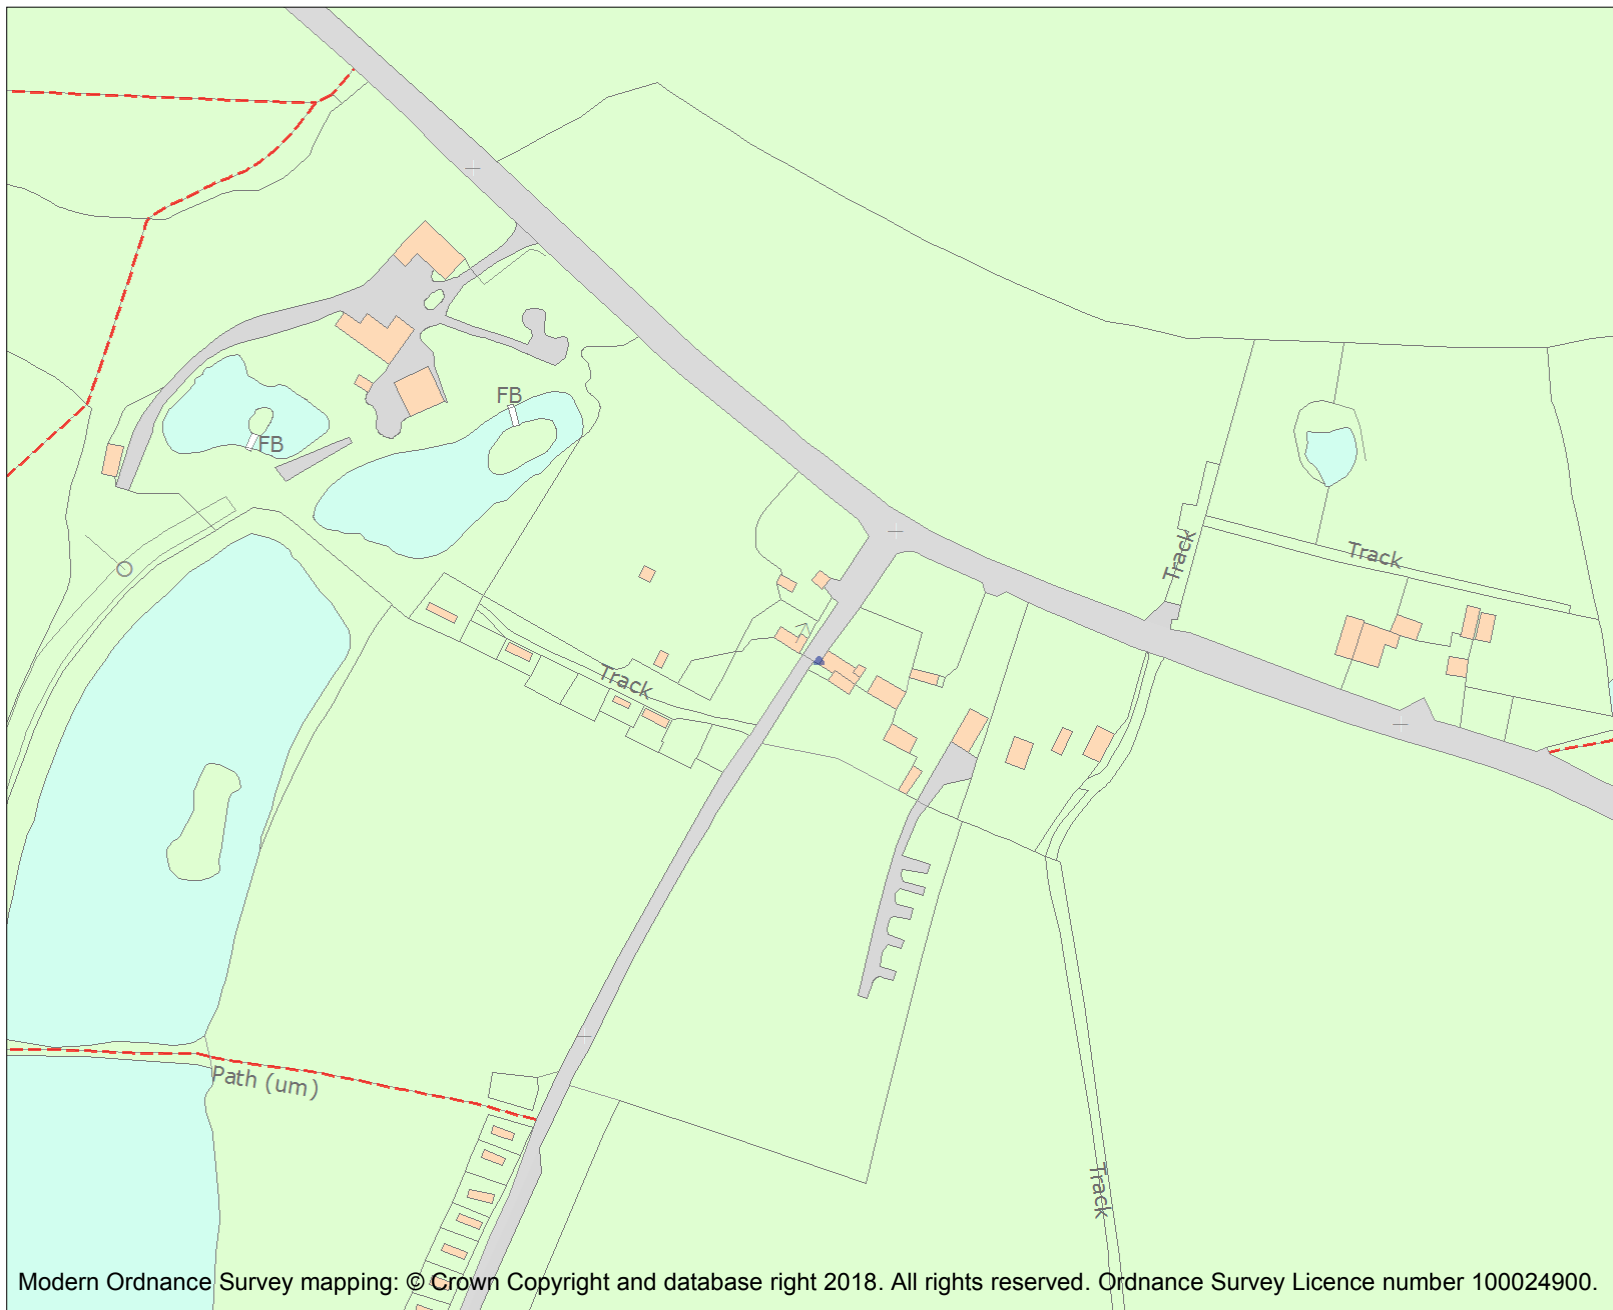 FB
FB
Track
Track
Track
Path (um)
Track
Modern Ordnance Survey mapping: © Crown Copyright and database right 2018. All rights reserved. Ordnance Survey Licence number 100024900.